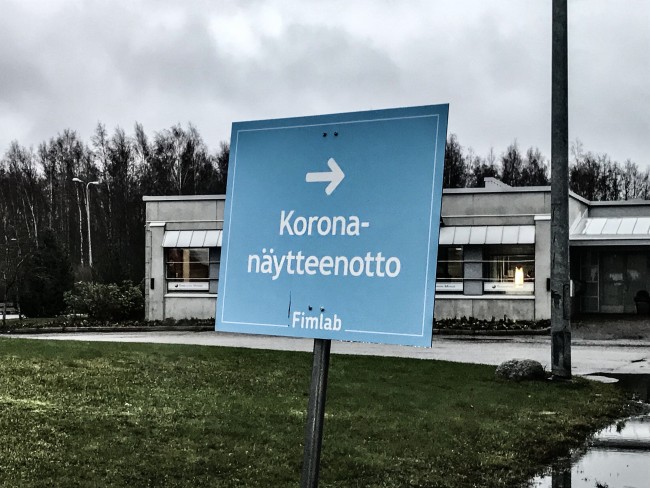 →
Korona-
näytteenotto
Fimlab